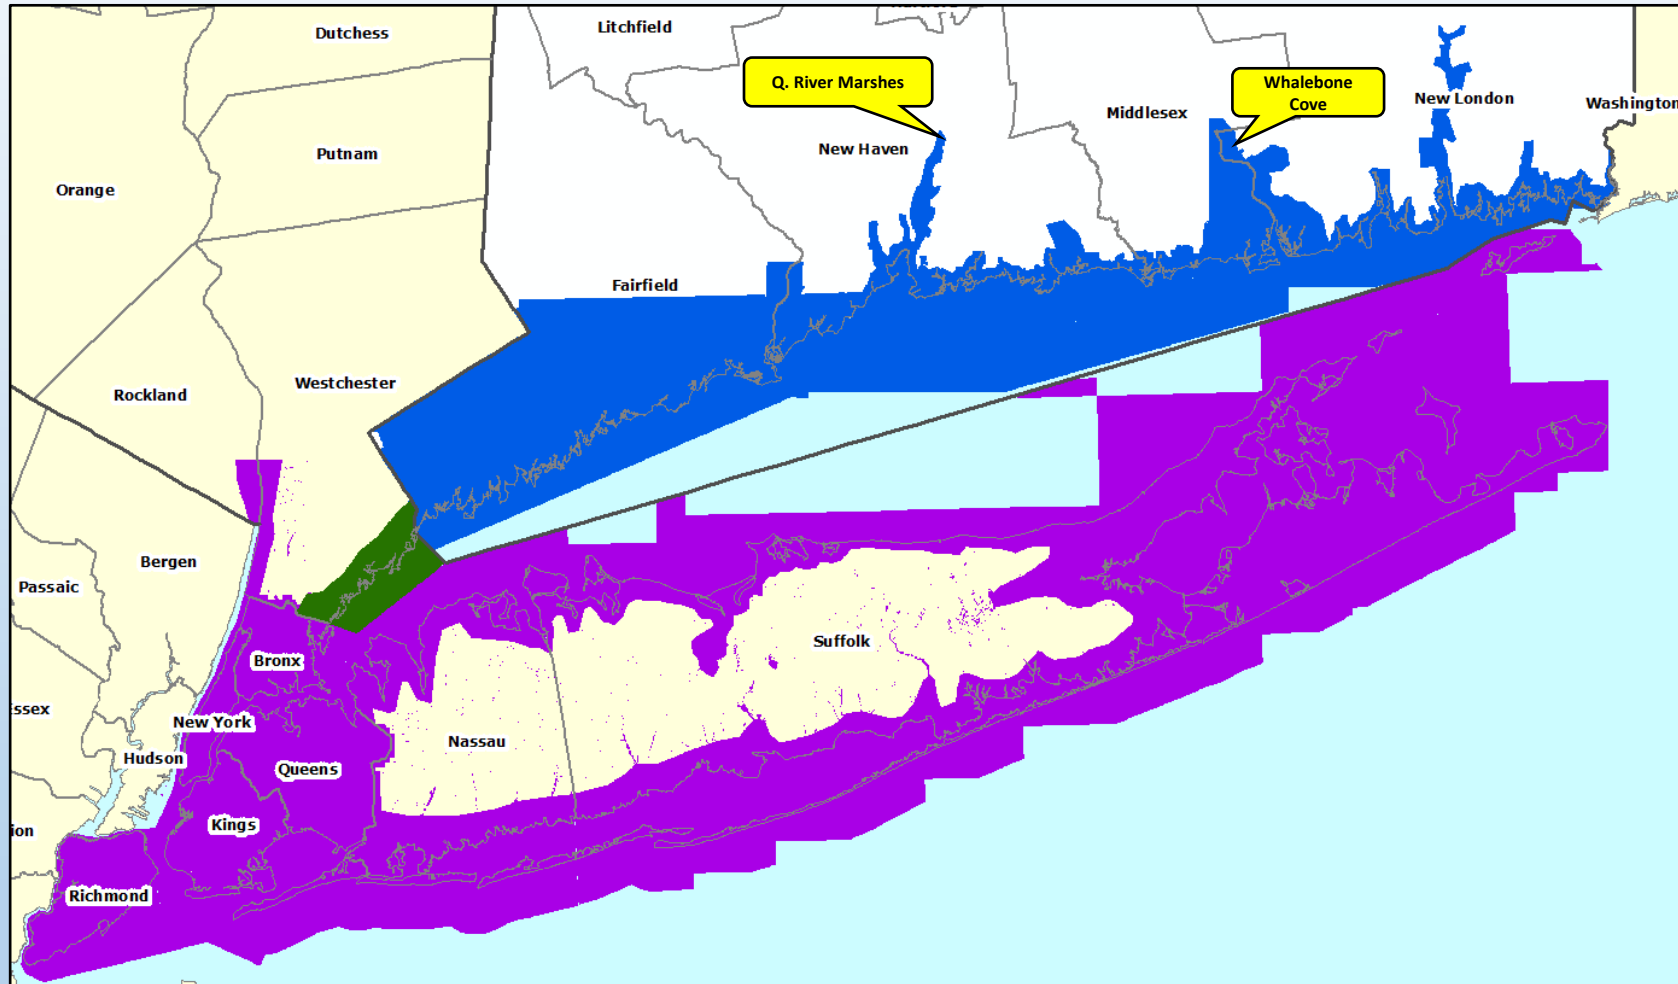 Dutchess
Litchfield
Q. River Marshes
Whalebone
Cove
New London
Washington
Middlesex
New Haven
Putnam
Orange
Fairfield
Westchester
Rockland
Bergen
Passaic
Suffolk
Bronx
ssex
New York
Nassau
Hudson
Queens
Kings
ion
Richmond